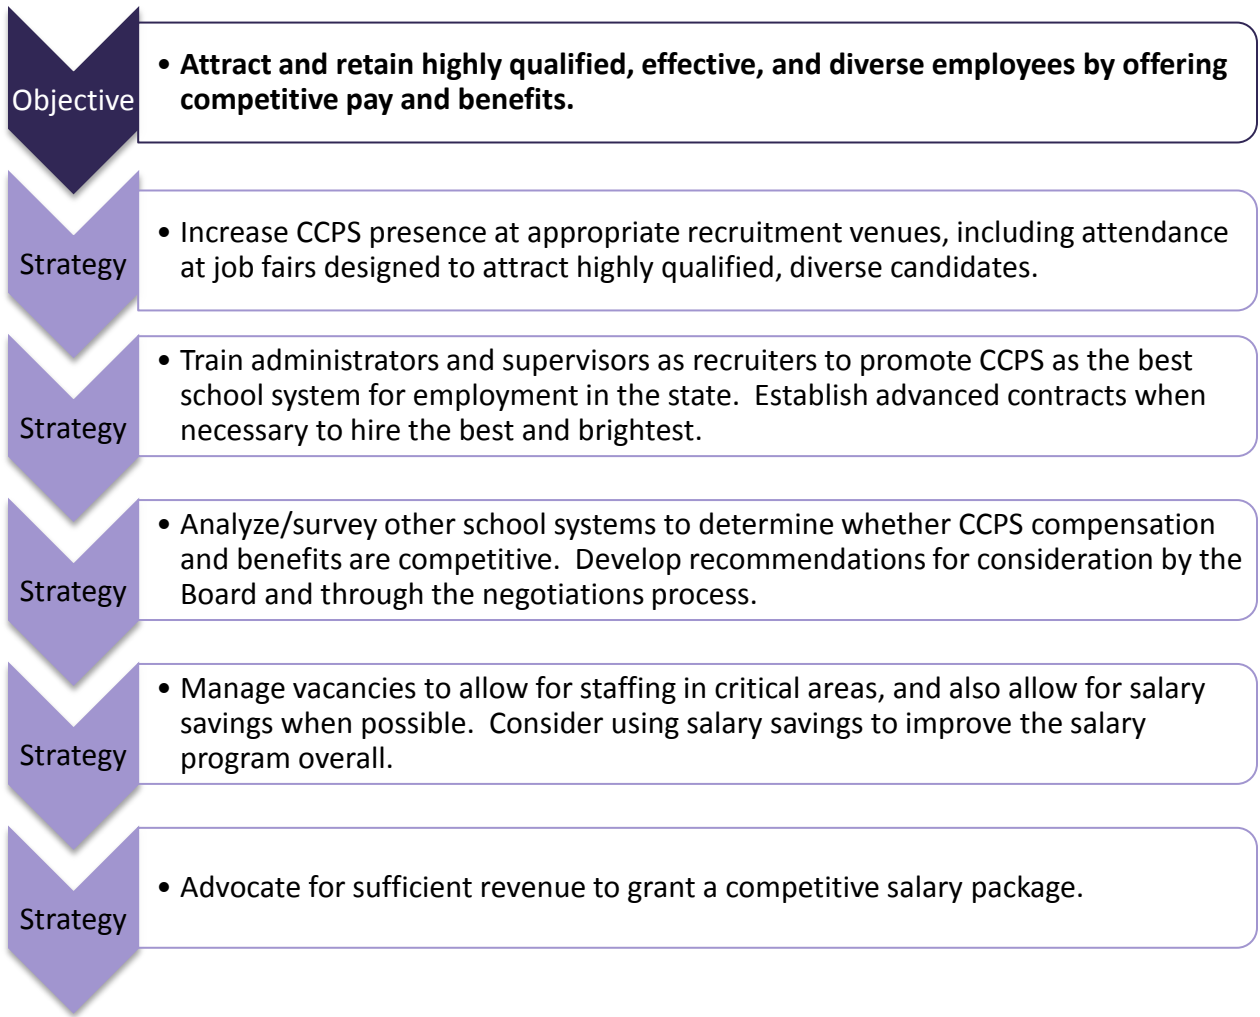 Objective
• Attract and retain highly qualified, effective, and diverse employees by offering
competitive pay and benefits.
Strategy
• Increase CCPS presence at appropriate recruitment venues, including attendance
at job fairs designed to attract highly qualified, diverse candidates.
Strategy
• Train administrators and supervisors as recruiters to promote CCPS as the best
school system for employment in the state.  Establish advanced contracts when
necessary to hire the best and brightest.
Strategy
• Analyze/survey other school systems to determine whether CCPS compensation
and benefits are competitive.  Develop recommendations for consideration by the
Board and through the negotiations process.
Strategy
• Manage vacancies to allow for staffing in critical areas, and also allow for salary
savings when possible.  Consider using salary savings to improve the salary
program overall.
Strategy
• Advocate for sufficient revenue to grant a competitive salary package.